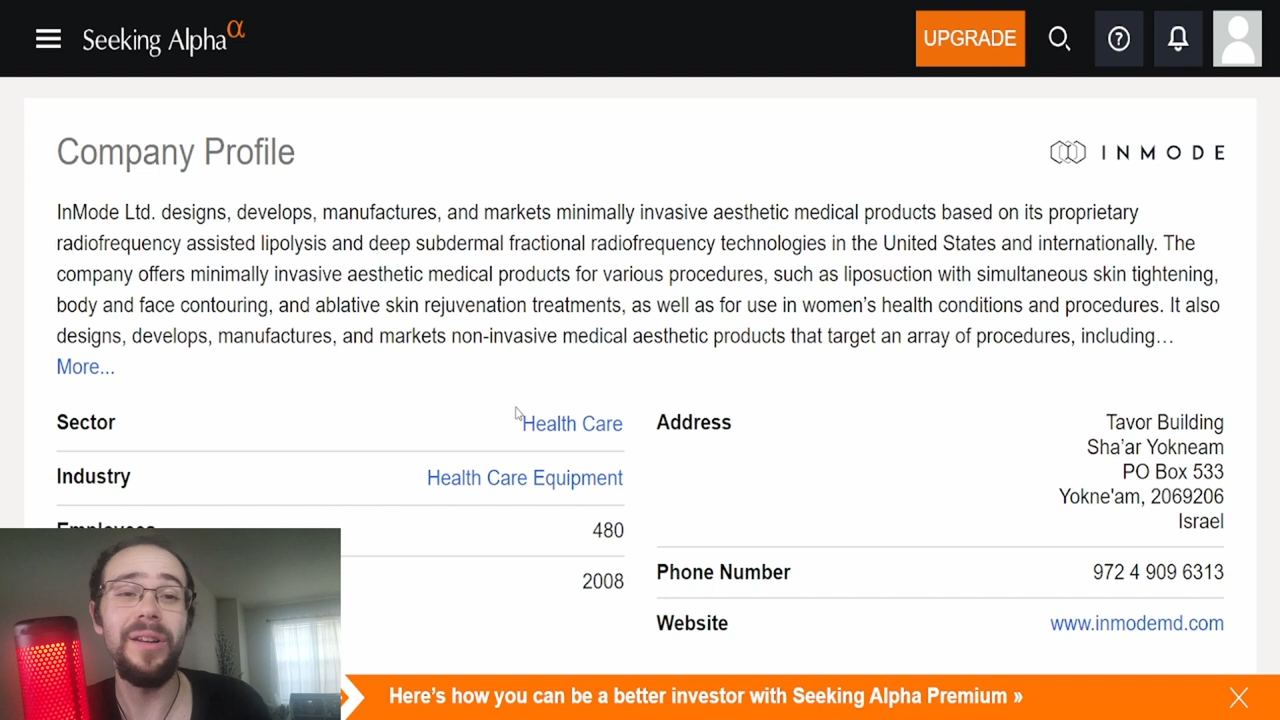 Seeking Alpha α
UPGRADE
Company Profile
INMODE
InMode Ltd. designs, develops, manufactures, and markets minimally invasive aesthetic medical products based on its proprietary
radiofrequency assisted lipolysis and deep subdermal fractional radiofrequency technologies in the United States and internationally. The
company offers minimally invasive aesthetic medical products for various procedures, such as liposuction with simultaneous skin tightening,
body and face contouring, and ablative skin rejuvenation treatments, as well as for use in women's health conditions and procedures. It also
designs, develops, manufactures, and markets non-invasive medical aesthetic products that target an array of procedures, including…
More...
Sector
Health Care
Industry
Health Care Equipment
Employees
480
2008
Address
Tavor Building
Sha'ar Yokneam
PO Box 533
Yokne'am, 2069206
Israel
Phone Number
972 4 909 6313
Website
www.inmodemd.com
Here's how you can be a better investor with Seeking Alpha Premium »